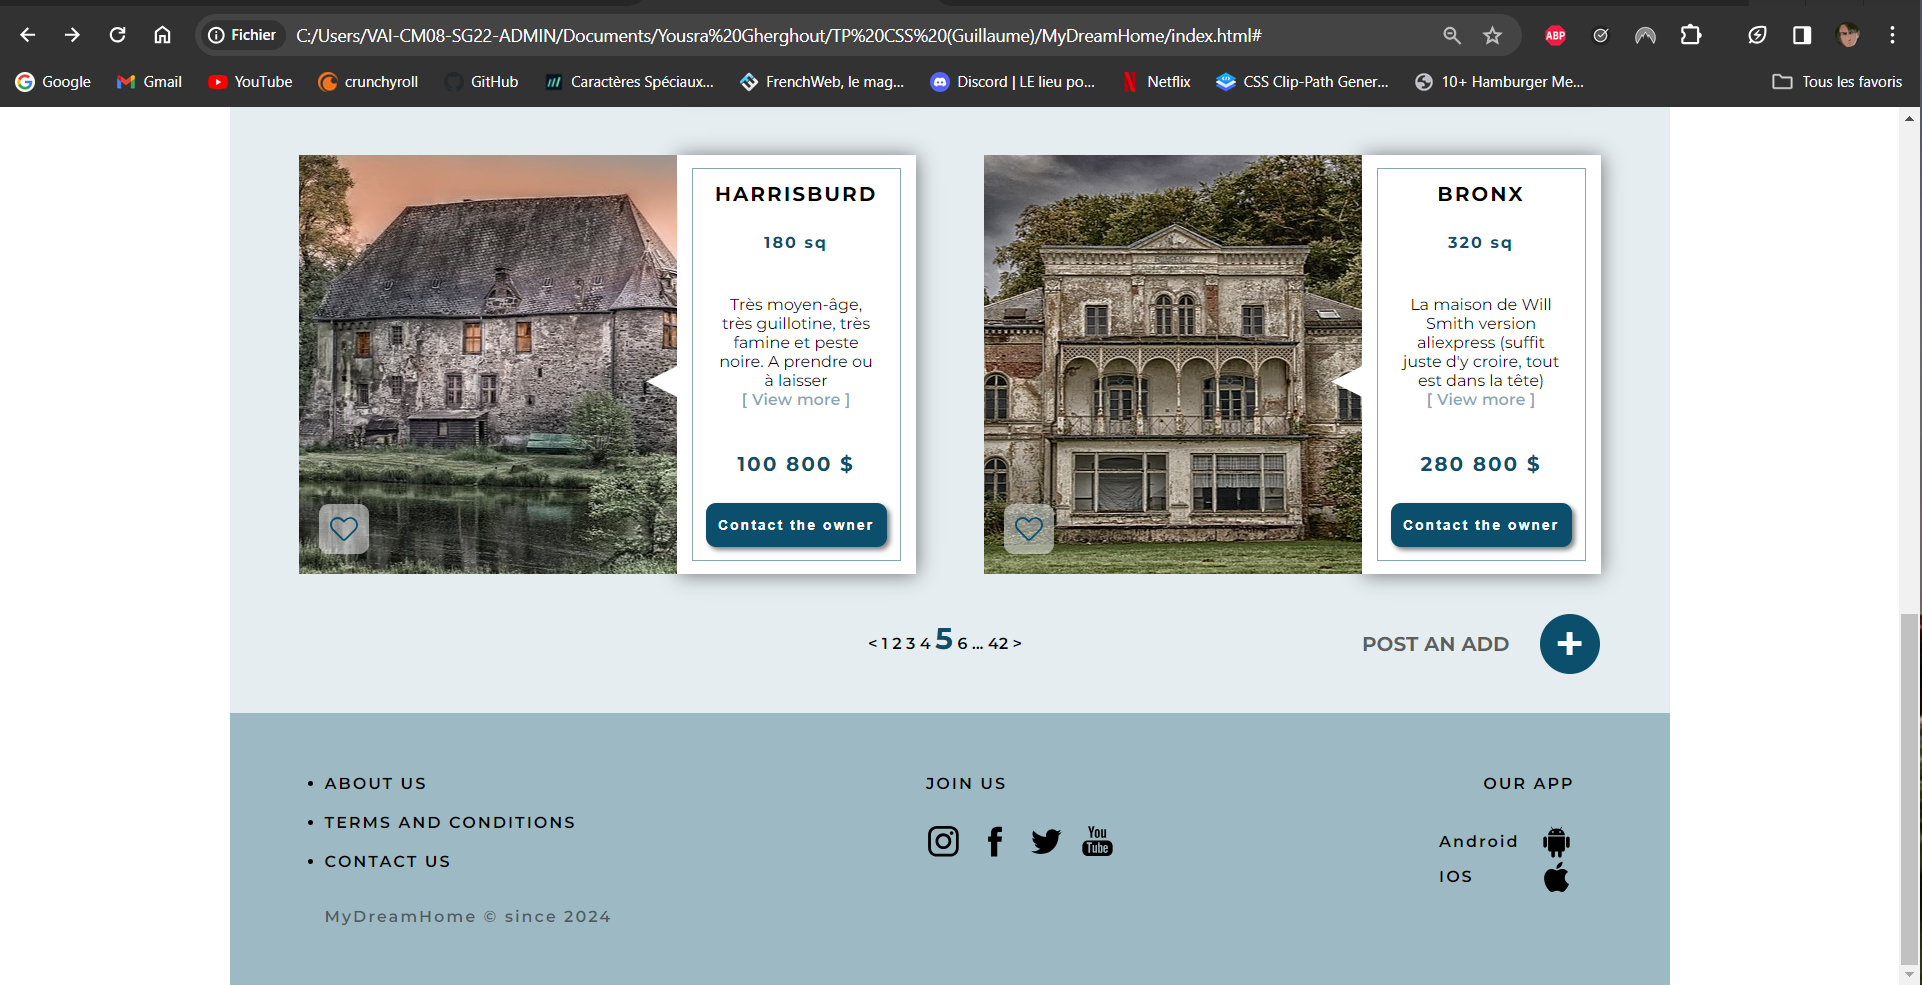 Fichier C:/Users/VAI-CM08-SG22-ADMIN/Documents/Yousra%20Gherghout/TP%20CSS%20(Guillaume)/MyDreamHome/index.html# ABP
Google Gmail YouTube crunchyroll GitHub Caractères Spéciaux... FrenchWeb, le mag... Discord | LE lieu po... Netflix CSS Clip-Path Gener... 10+ Hamburger Me... Tous les favoris
HARRISBURD
180 sq
Très moyen-âge,
très guillotine, très
famine et peste
noire. A prendre ou
à laisser
[ View more ]
100 800 $
Contact the owner
BRONX
320 sq
La maison de Will
Smith version
aliexpress (suffit
juste d'y croire, tout
est dans la tête)
[ View more ]
280 800 $
Contact the owner
< 1 2 3 4 5 6 ... 42 >
POST AN ADD +
• ABOUT US
• TERMS AND CONDITIONS
• CONTACT US
MyDreamHome © since 2024
JOIN US
You
Tube
OUR APP
Android
IOS